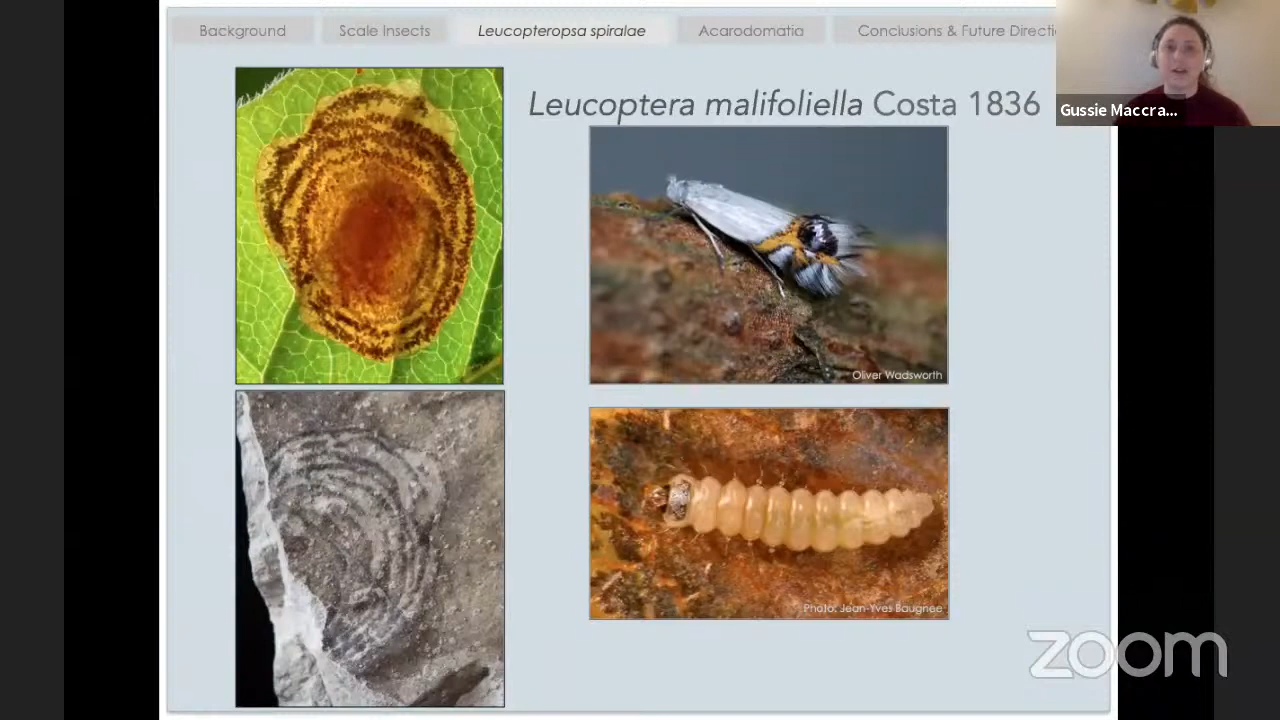 Background
Scale Insects
Leucopteropsa spiralae
Acarodomatia
Conclusions & Future Directi
Gussie Maccra...
Leucoptera malifoliella Costa 1836
Oliver Wadsworth
Photo: Jean-Yves Baugnee
zoom